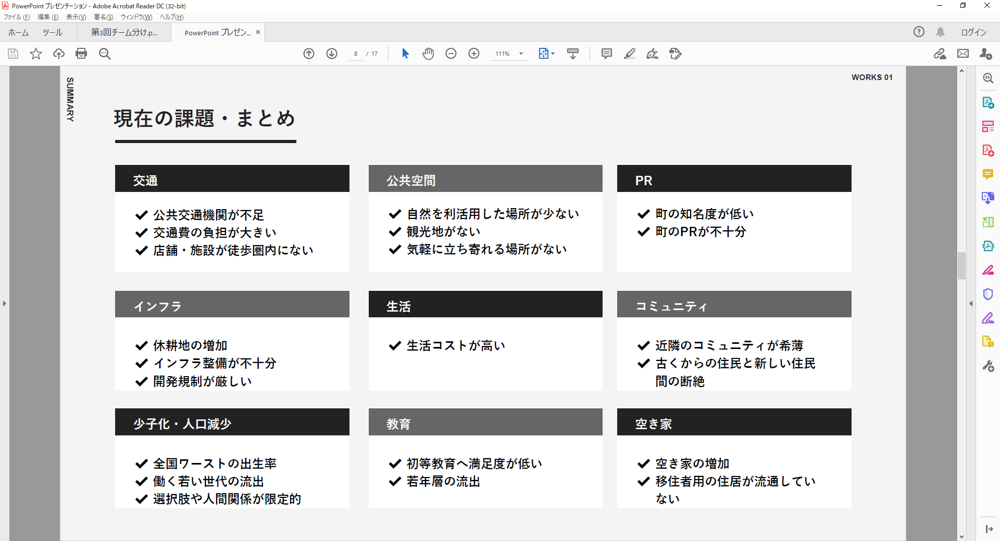 PowerPoint プレゼンテーション - Adobe Acrobat Reader DC (32-bit)
ファイル(F) 編集(E) 表示(V) 署名(S) ウィンドウ(W) ヘルプ(H)
ホーム ツール 第3回チーム分け.p... PowerPoint プレゼン... × ログイン
8 / 17 111%
SUMMARY
WORKS 01
現在の課題・まとめ
交通
公共交通機関が不足
交通費の負担が大きい
店舗・施設が徒歩圏内にない
公共空間
自然を利活用した場所が少ない
観光地がない
気軽に立ち寄れる場所がない
PR
町の知名度が低い
町のPRが不十分
インフラ
休耕地の増加
インフラ整備が不十分
開発規制が厳しい
生活
生活コストが高い
コミュニティ
近隣のコミュニティが希薄
古くからの住民と新しい住民
間の断絶
少子化・人口減少
全国ワーストの出生率
働く若い世代の流出
選択肢や人間関係が限定的
教育
初等教育へ満足度が低い
若年層の流出
空き家
空き家の増加
移住者用の住居が流通してい
ない